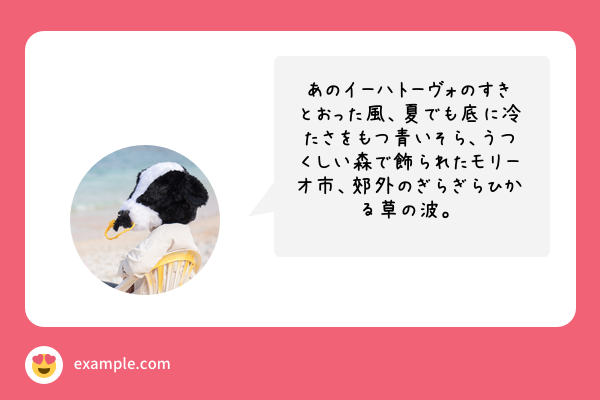 あのイーハトーヴォのすき
とおった風、夏でも底に冷
たさをもつ青いそら、うつ
くしい森で飾られたモリー
オ市、郊外のぎらぎらひか
る草の波。
example.com